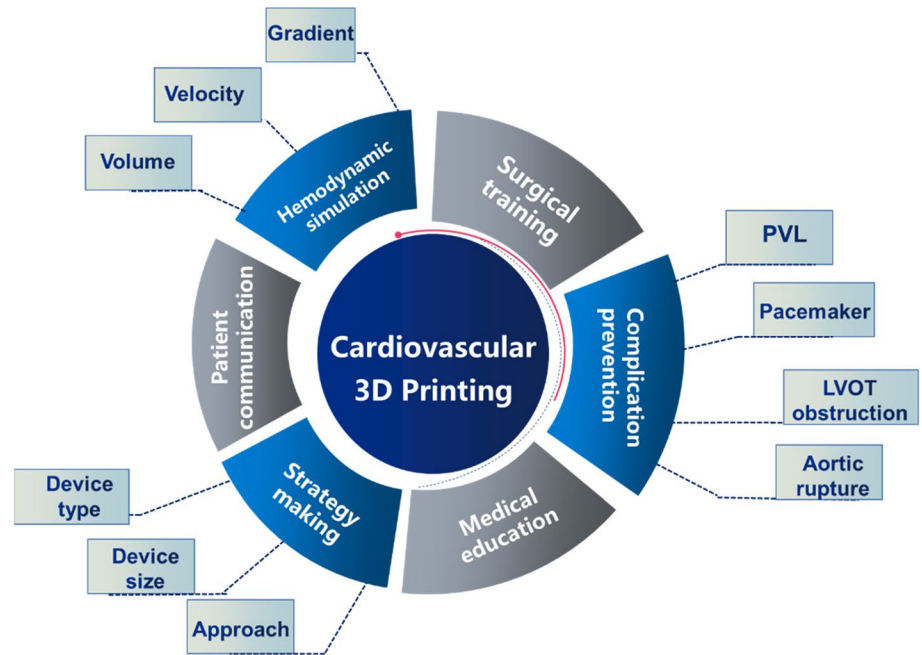 Gradient
Velocity
Volume
Hemodynamic
simulation
Surgical
training
PVL
Pacemaker
LVOT
obstruction
Aortic
rupture
Complication
prevention
Cardiovascular
3D Printing
Patient
communication
Device
type
Device
size
Approach
Strategy
making
Medical
education